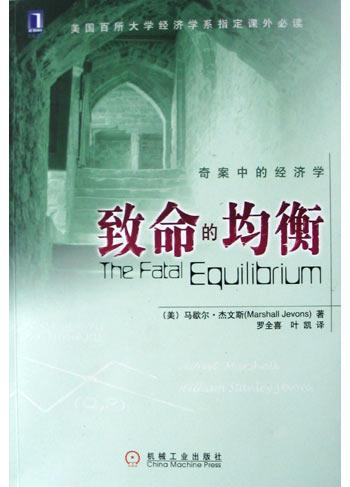 美国百所大学经济学系指定课外必读
奇案中的经济学
致命的均衡
The Fatal Equilibrium
（美）马歇尔·杰文斯(Marshall Jevons) 著
罗全喜 叶凯 译
Marshall
William Stanley Jevons
(Q,P)
机械工业出版社
China Machine Press